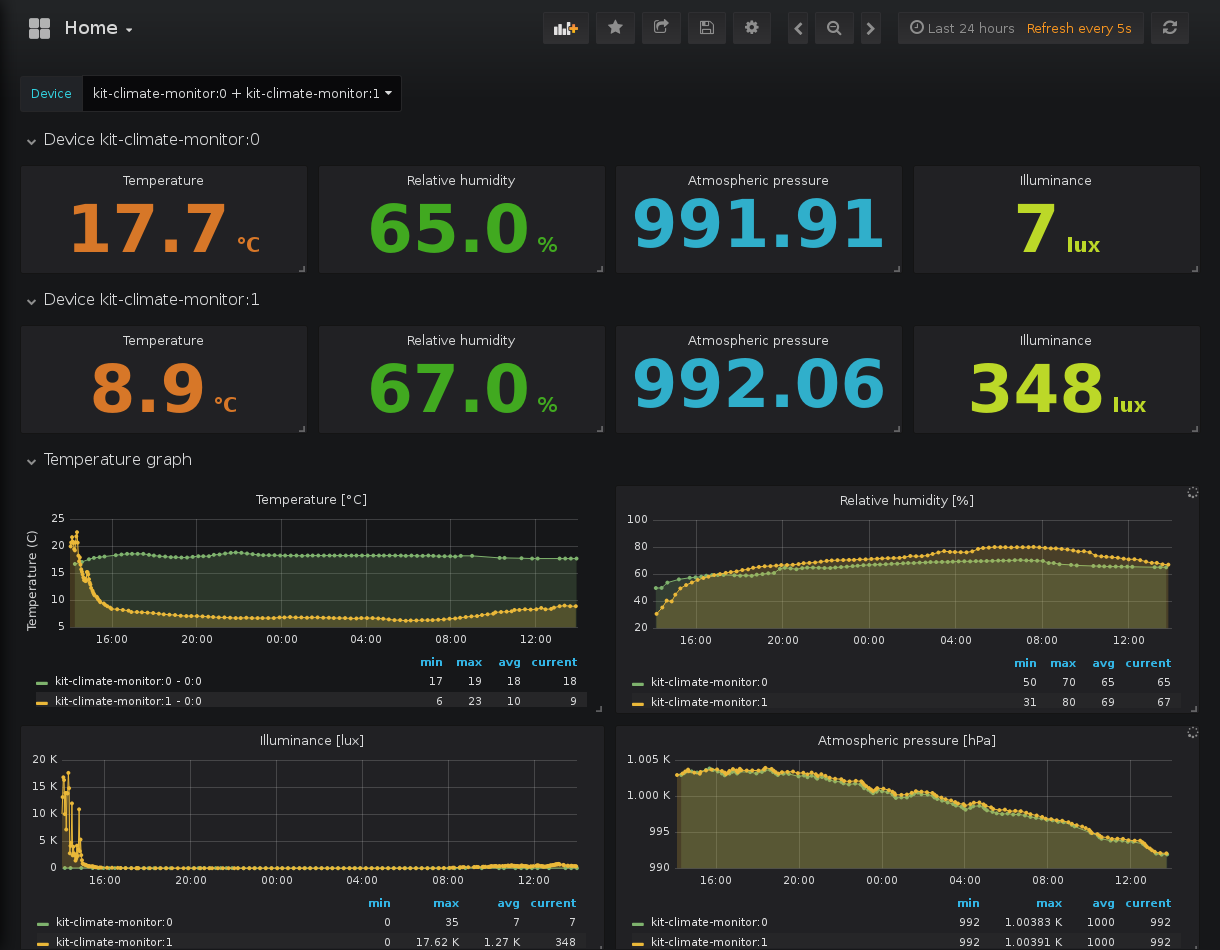 Home
Last 24 hours Refresh every 5s
Device kit-climate-monitor:0 + kit-climate-monitor:1
Device kit-climate-monitor:0
Temperature Relative humidity Atmospheric pressure Illuminance
17.7 °C 65.0 % 991.91 7 lux
Device kit-climate-monitor:1
Temperature Relative humidity Atmospheric pressure Illuminance
8.9 °C 67.0 % 992.06 348 lux
Temperature graph
Temperature [°C]
Temperature (C)
25
20
15
10
5
16:00 20:00 00:00 04:00 08:00 12:00
min max avg current
kit-climate-monitor:0 - 0:0 17 19 18 18
kit-climate-monitor:1 - 0:0 6 23 10 9
Relative humidity [%]
100
80
60
40
20
16:00 20:00 00:00 04:00 08:00 12:00
min max avg current
kit-climate-monitor:0 50 70 65 65
kit-climate-monitor:1 31 80 69 67
Illuminance [lux]
20 K
15 K
10 K
5 K
0
16:00 20:00 00:00 04:00 08:00 12:00
min max avg current
kit-climate-monitor:0 0 35 7 7
kit-climate-monitor:1 0 17.62 K 1.27 K 348
Atmospheric pressure [hPa]
1.005 K
1.000 K
995
990
16:00 20:00 00:00 04:00 08:00 12:00
min max avg current
kit-climate-monitor:0 992 1.00383 K 1000 992
kit-climate-monitor:1 992 1.00391 K 1000 992